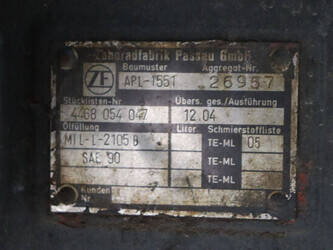 Zahnradfabrik Passau GmbH
ZF
Baumuster Aggregat-Nr.
APL-1551 26957
Stücklisten-Nr Übers. ges./Ausführung
4468 054 047 12.04
Ölfüllung Liter Schmierstoffliste
MIL-L-2105 B TE-ML 05
SAE 90 TE-ML
Kunden TE-ML
Nr.